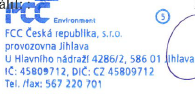 FCC Environment
5
FCC Česká republika, s.r.o.
provozovna Jihlava
U Hlavního nádraží 4286/2, 586 01 Jihlava
IČ: 45809712, DIČ: CZ 45809712
Tel. /fax: 567 220 701